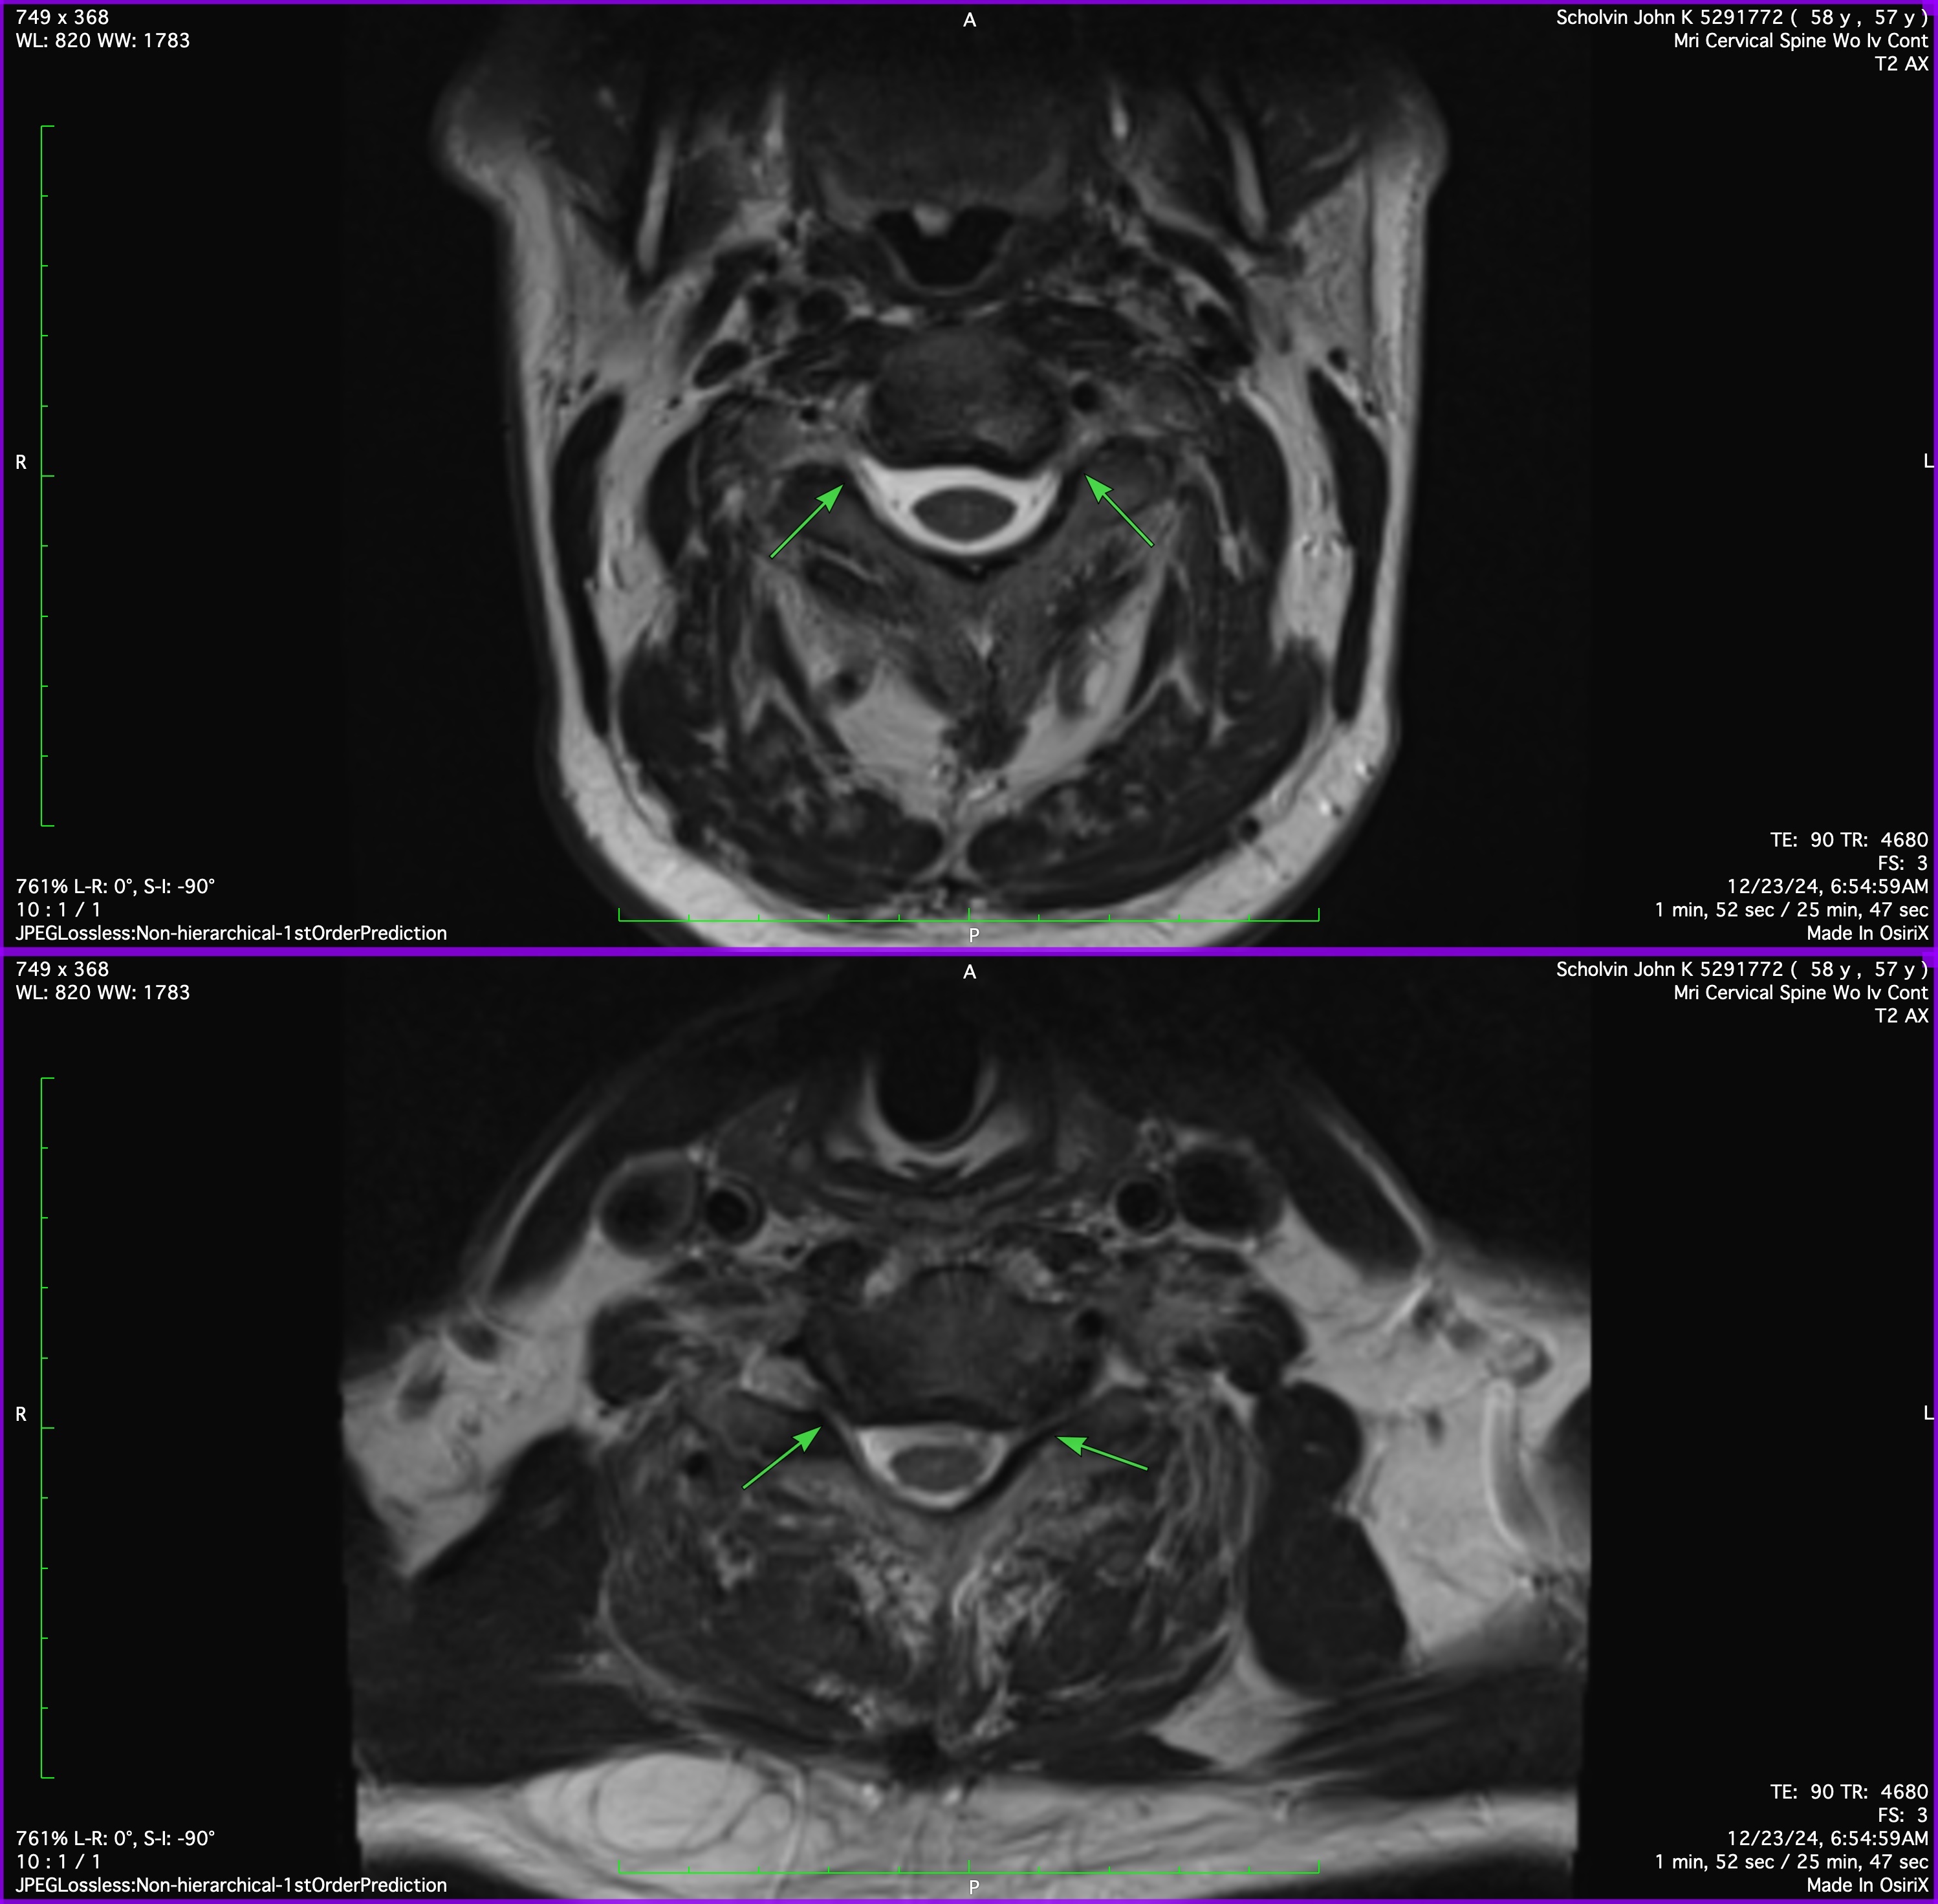 749 x 368
WL: 820 WW: 1783
A
Scholvin John K 5291772 ( 58 y , 57 y )
Mri Cervical Spine Wo Iv Cont
T2 AX
R
L
761% L-R: 0°, S-I: -90°
10 : 1 / 1
JPEGLossless:Non-hierarchical-1stOrderPrediction
P
TE: 90 TR: 4680
FS: 3
12/23/24, 6:54:59AM
1 min, 52 sec / 25 min, 47 sec
Made In OsiriX
749 x 368
WL: 820 WW: 1783
A
Scholvin John K 5291772 ( 58 y , 57 y )
Mri Cervical Spine Wo Iv Cont
T2 AX
R
L
761% L-R: 0°, S-I: -90°
10 : 1 / 1
JPEGLossless:Non-hierarchical-1stOrderPrediction
P
TE: 90 TR: 4680
FS: 3
12/23/24, 6:54:59AM
1 min, 52 sec / 25 min, 47 sec
Made In OsiriX